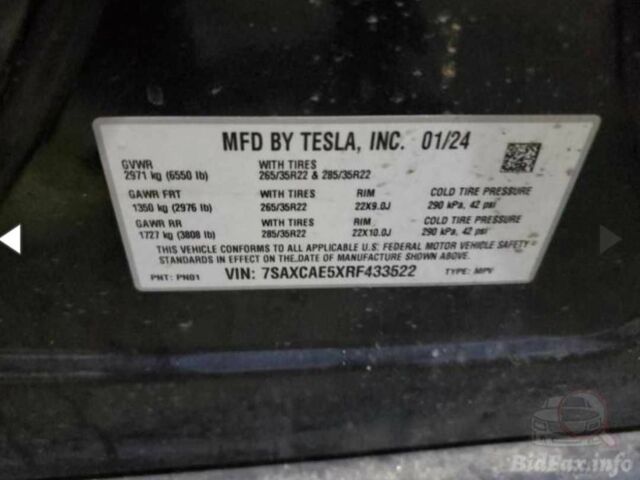 MFD BY TESLA, INC. 01/24
GVWR WITH TIRES
2971 kg (6550 lb) 265/35R22 & 285/35R22
GAWR FRT WITH TIRES RIM COLD TIRE PRESSURE
1350 kg (2976 lb) 265/35R22 22X9.0J 290 kPa, 42 psi
GAWR RR WITH TIRES RIM COLD TIRE PRESSURE
1727 kg (3808 lb) 285/35R22 22X10.0J 290 kPa, 42 psi
THIS VEHICLE CONFORMS TO ALL APPLICABLE U.S. FEDERAL MOTOR VEHICLE SAFETY
STANDARDS IN EFFECT ON THE DATE OF MANUFACTURE SHOWN ABOVE.
PNT: PN01 VIN: 7SAXCAE5XRF433522 TYPE: MPV
BidFax.info